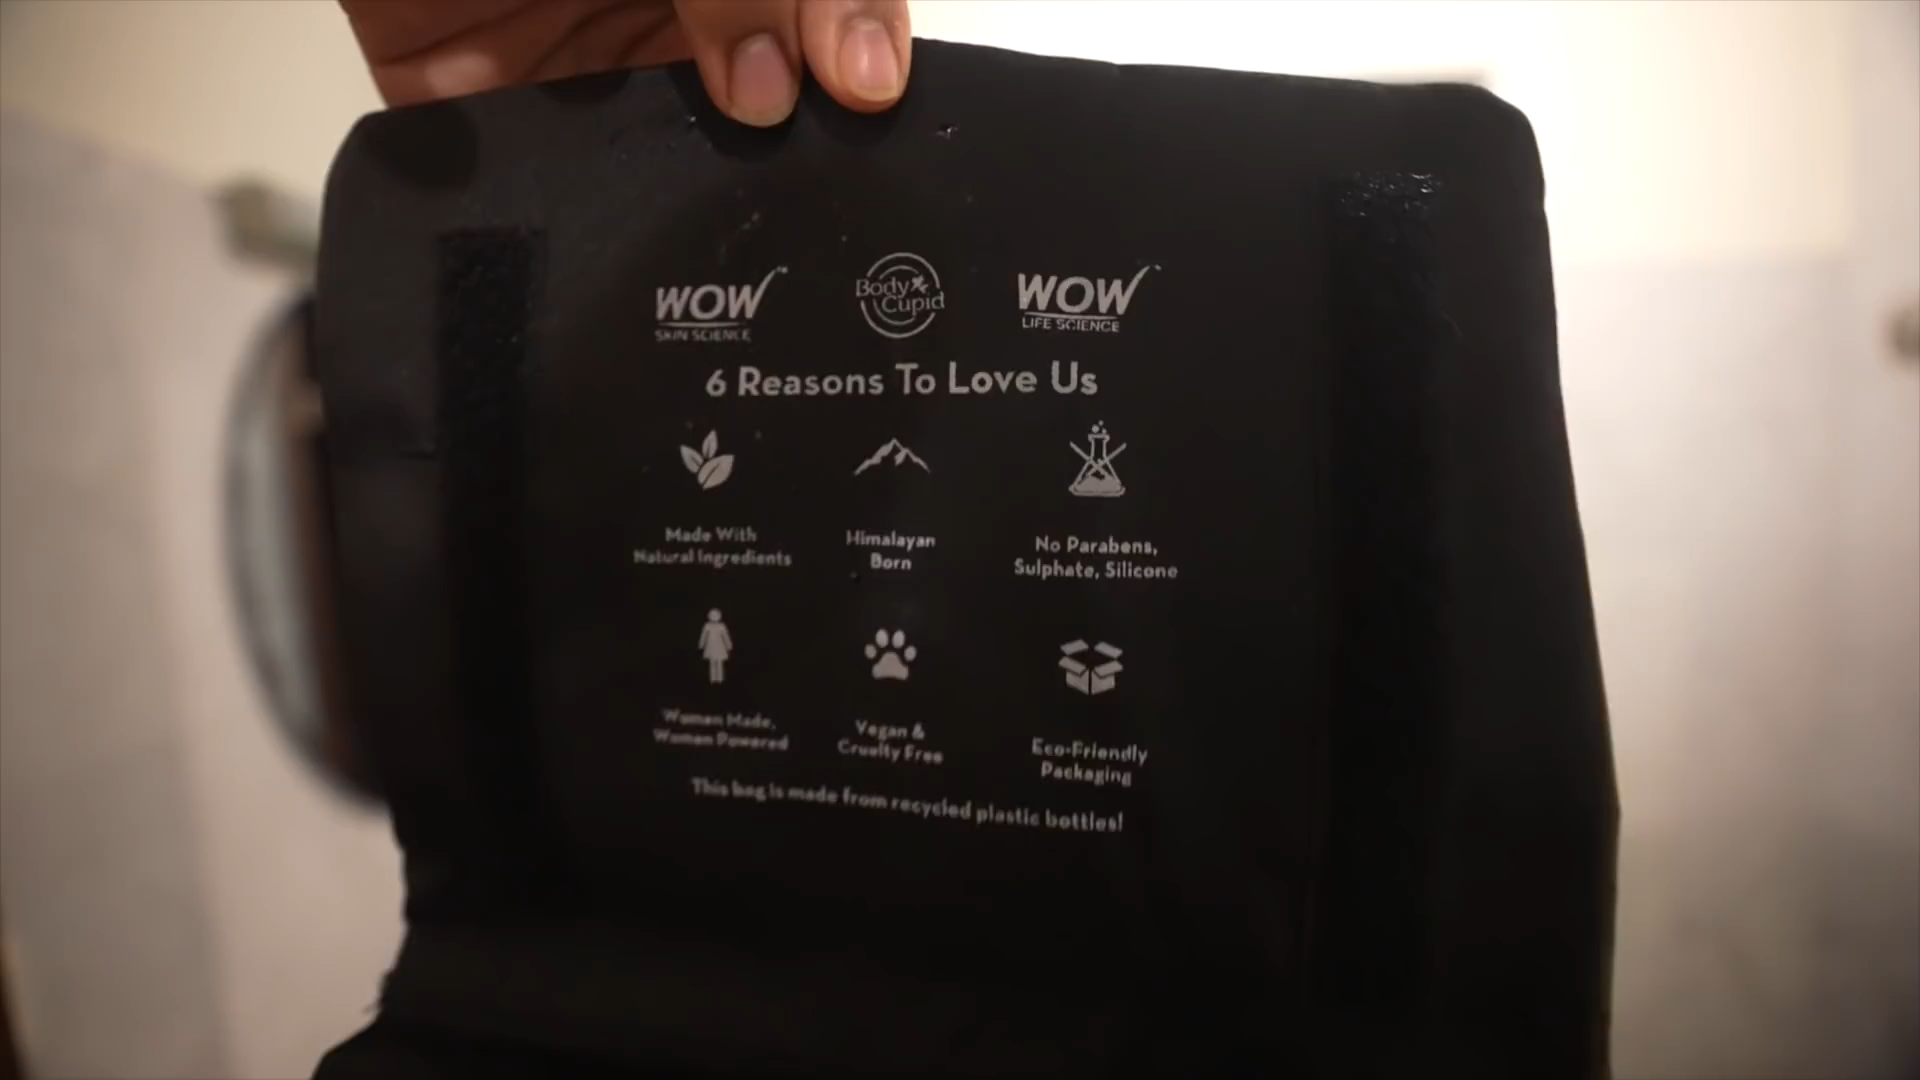 WOW™ Body Cupid WOW™
SKIN SCIENCE LIFE SCIENCE
6 Reasons To Love Us
Made With
Natural Ingredients
Himalayan
Born
No Parabens,
Sulphate, Silicone
Women Made,
Women Powered
Vegan &
Cruelty Free
Eco-Friendly
Packaging
This bag is made from recycled plastic bottles!